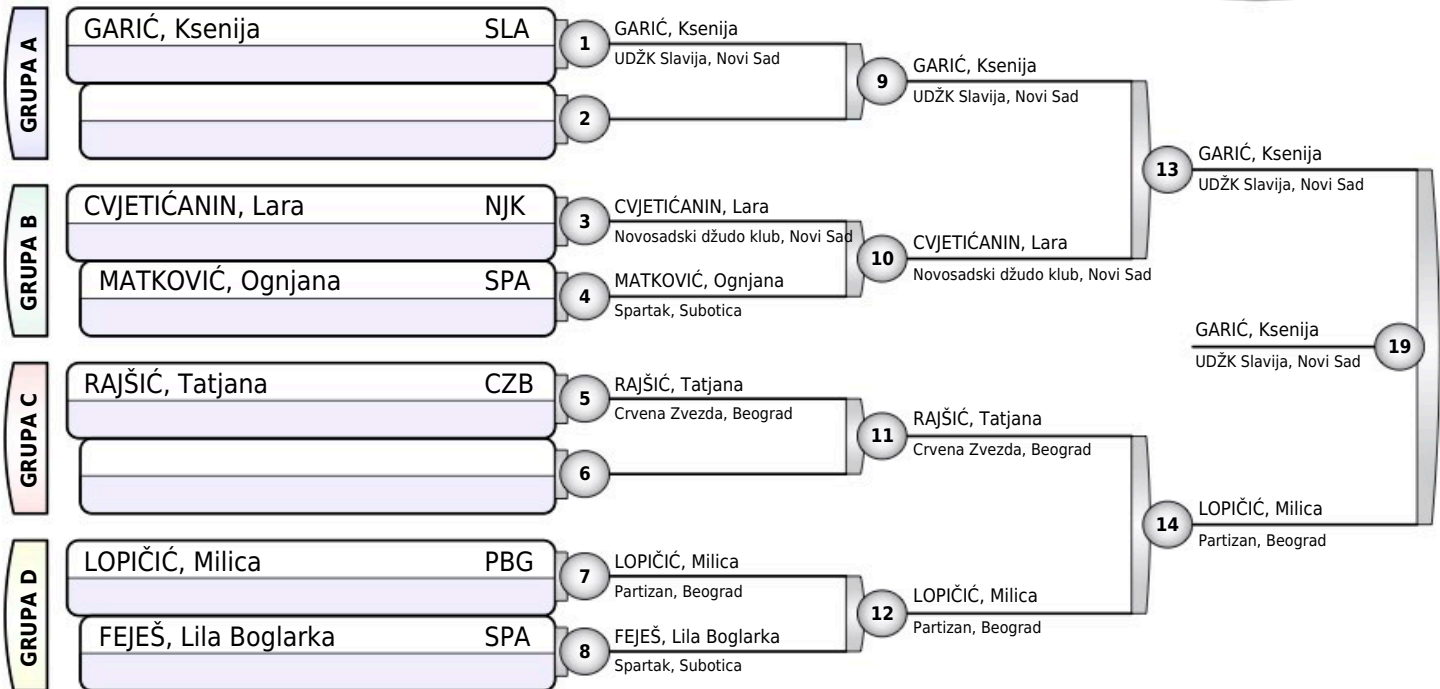 GRUPA A
GARIĆ, Ksenija SLA
1
GARIĆ, Ksenija
UDŽK Slavija, Novi Sad
2
9
GARIĆ, Ksenija
UDŽK Slavija, Novi Sad
GRUPA B
CVJETIĆANIN, Lara NJK
3
CVJETIĆANIN, Lara
Novosadski džudo klub, Novi Sad
MATKOVIĆ, Ognjana SPA
4
MATKOVIĆ, Ognjana
Spartak, Subotica
10
CVJETIĆANIN, Lara
Novosadski džudo klub, Novi Sad
13
GARIĆ, Ksenija
UDŽK Slavija, Novi Sad
GRUPA C
RAJŠIĆ, Tatjana CZB
5
RAJŠIĆ, Tatjana
Crvena Zvezda, Beograd
6
11
RAJŠIĆ, Tatjana
Crvena Zvezda, Beograd
GRUPA D
LOPIČIĆ, Milica PBG
7
LOPIČIĆ, Milica
Partizan, Beograd
FEJEŠ, Lila Boglarka SPA
8
FEJEŠ, Lila Boglarka
Spartak, Subotica
12
LOPIČIĆ, Milica
Partizan, Beograd
14
LOPIČIĆ, Milica
Partizan, Beograd
GARIĆ, Ksenija
UDŽK Slavija, Novi Sad
19